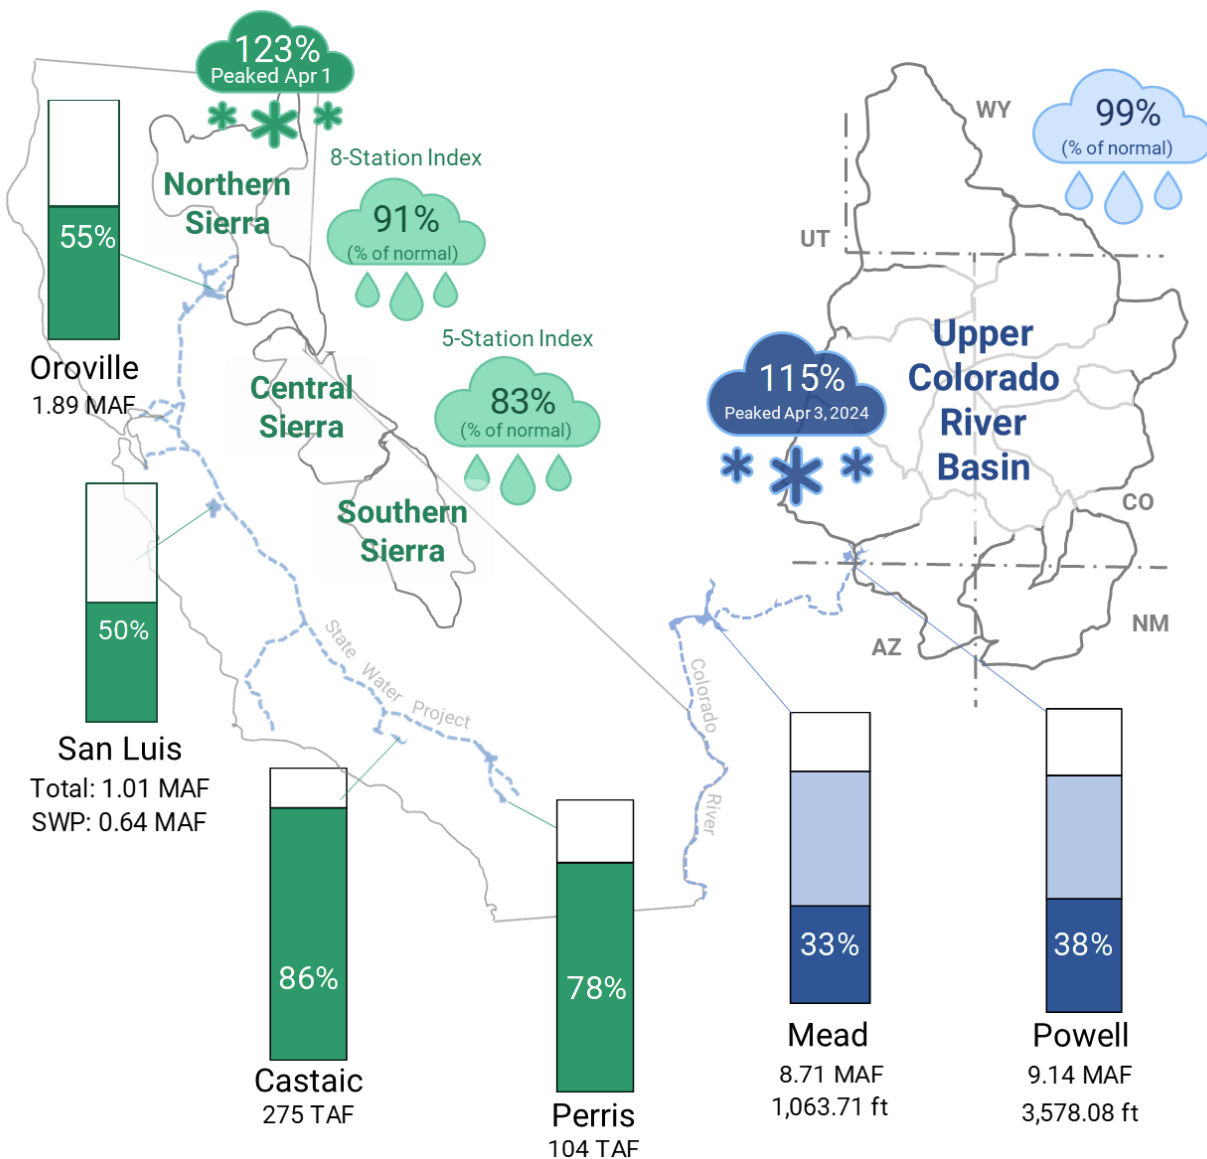 123%
Peaked Apr 1
8-Station Index
91%
(% of normal)
5-Station Index
83%
(% of normal)
Northern
Sierra
Central
Sierra
Southern
Sierra
55%
Oroville
1.89 MAF
50%
San Luis
Total: 1.01 MAF
SWP: 0.64 MAF
State Water Project
86%
Castaic
275 TAF
78%
Perris
104 TAF
Colorado River
WY
UT
CO
NM
AZ
99%
(% of normal)
115%
Peaked Apr 3, 2024
Upper
Colorado
River
Basin
33%
Mead
8.71 MAF
1,063.71 ft
38%
Powell
9.14 MAF
3,578.08 ft